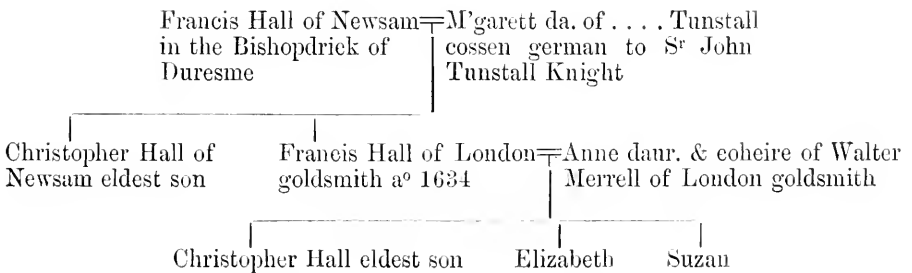 Francis Hall of Newsam╤M'garett da. of . . . . Tunstall
in the Bishopdrick of cossen german to Sʳ John
Duresme Tunstall Knight
Christopher Hall of Francis Hall of London╤Anne daur. & coheire of Walter
Newsam eldest son goldsmith aº 1634 Merrell of London goldsmith
Christopher Hall eldest son Elizabeth Suzan